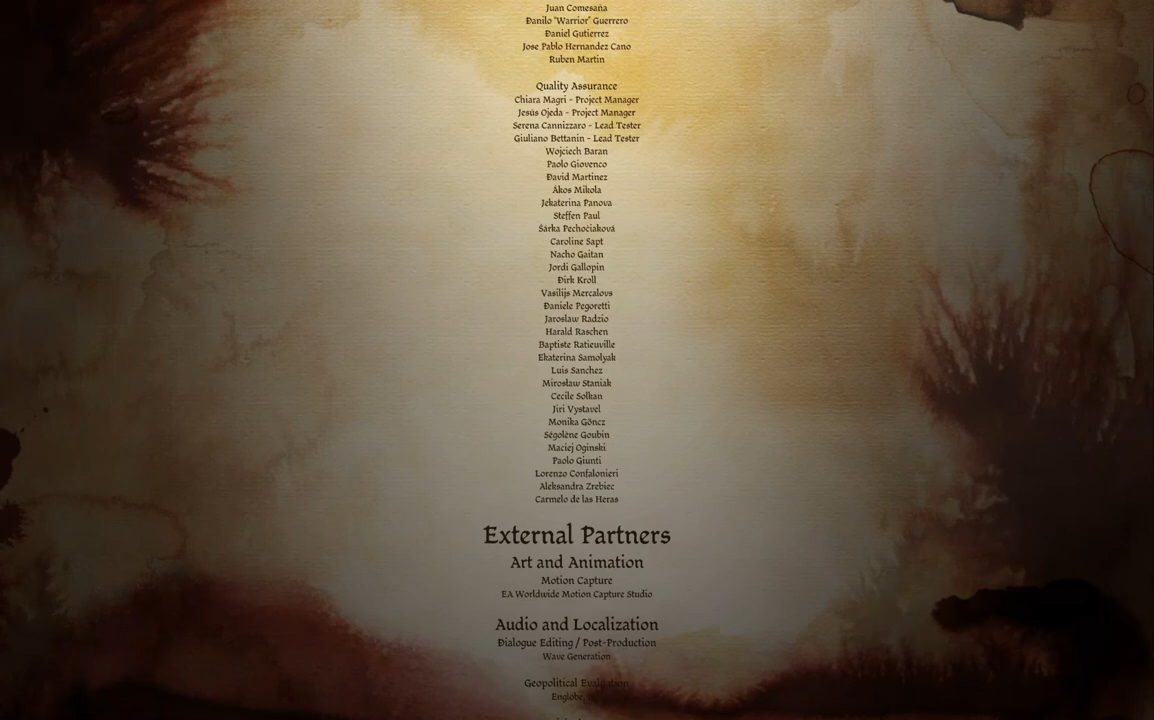 Juan Comesaña
Danilo 'Warrior' Guerrero
Daniel Gutierrez
Jose Pablo Hernandez Cano
Ruben Martin
Quality Assurance
Chiara Magri - Project Manager
Jesús Ojeda - Project Manager
Serena Cannizzaro - Lead Tester
Giuliano Bettanin - Lead Tester
Wojciech Baran
Paolo Giovenco
David Martinez
Ákos Mikola
Jekaterina Panova
Steffen Paul
Šárka Pechočiaková
Caroline Sapt
Nacho Gaitan
Jordi Gallopin
Dirk Kroll
Vasilijs Mercalovs
Daniele Pegoretti
Jaroslaw Radzio
Harald Raschen
Baptiste Ratieuville
Ekaterina Samolyak
Luis Sanchez
Mirosław Staniak
Cecile Solkan
Jiri Vystavel
Monika Göncz
Ségolène Goubin
Maciej Oginski
Paolo Giunti
Lorenzo Confalonieri
Aleksandra Zrebiec
Carmelo de las Heras
External Partners
Art and Animation
Motion Capture
EA Worldwide Motion Capture Studio
Audio and Localization
Dialogue Editing / Post-Production
Wave Generation
Geopolitical Evaluation
Englobe